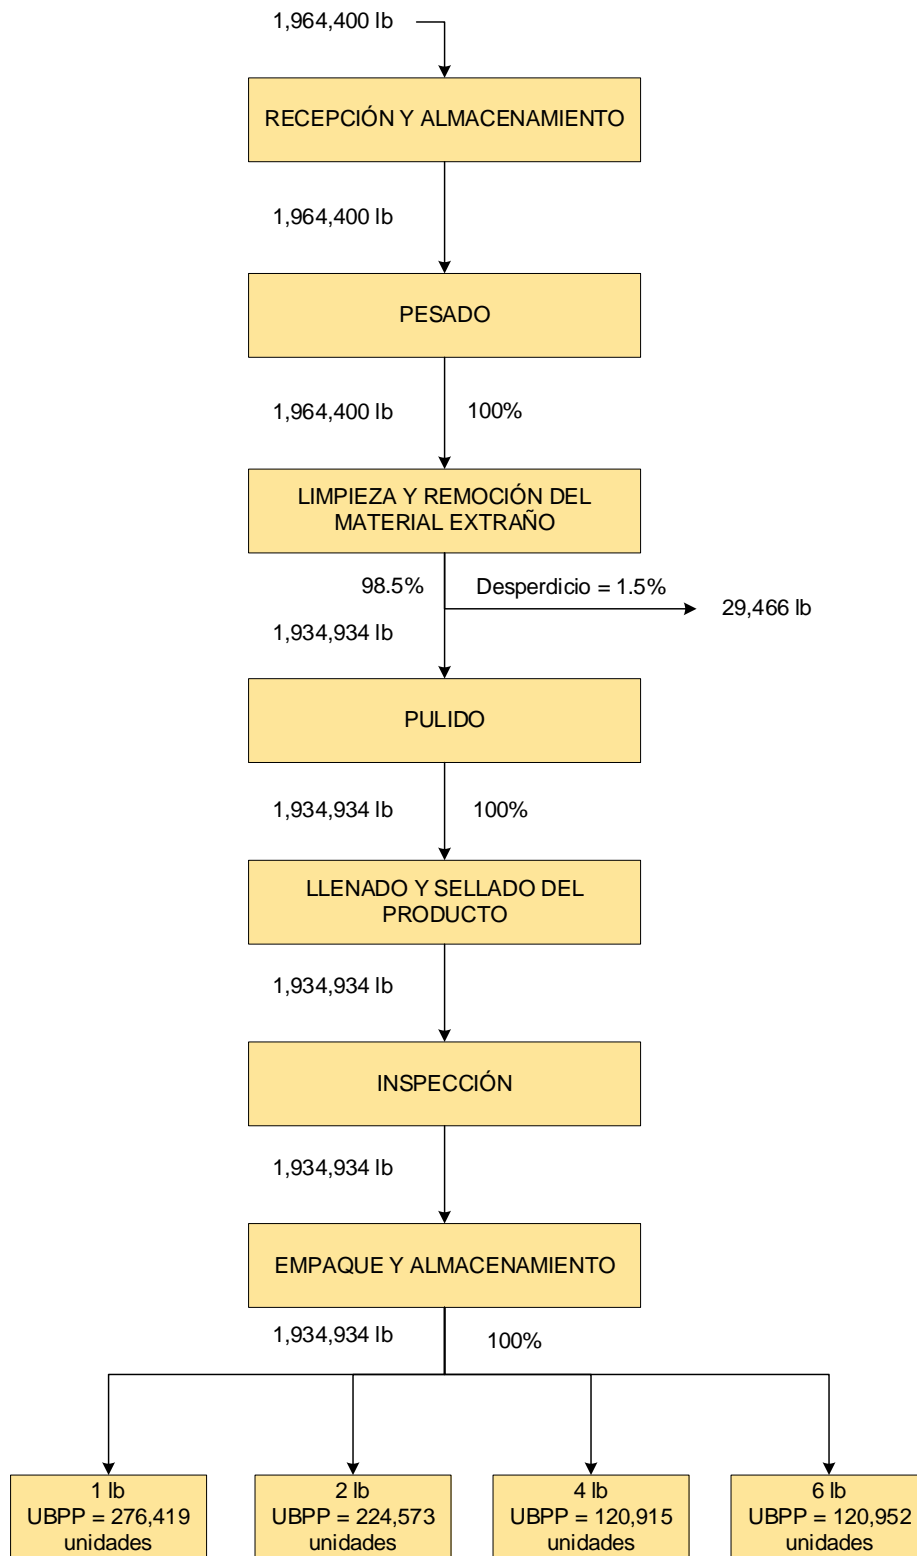 1,964,400 lb
RECEPCIÓN Y ALMACENAMIENTO
1,964,400 lb
PESADO
1,964,400 lb
100%
LIMPIEZA Y REMOCIÓN DEL
MATERIAL EXTRAÑO
98.5%
Desperdicio = 1.5%
29,466 lb
1,934,934 lb
PULIDO
1,934,934 lb
100%
LLENADO Y SELLADO DEL
PRODUCTO
1,934,934 lb
INSPECCIÓN
1,934,934 lb
EMPAQUE Y ALMACENAMIENTO
1,934,934 lb
100%
1 lb
UBPP = 276,419
unidades
2 lb
UBPP = 224,573
unidades
4 lb
UBPP = 120,915
unidades
6 lb
UBPP = 120,952
unidades